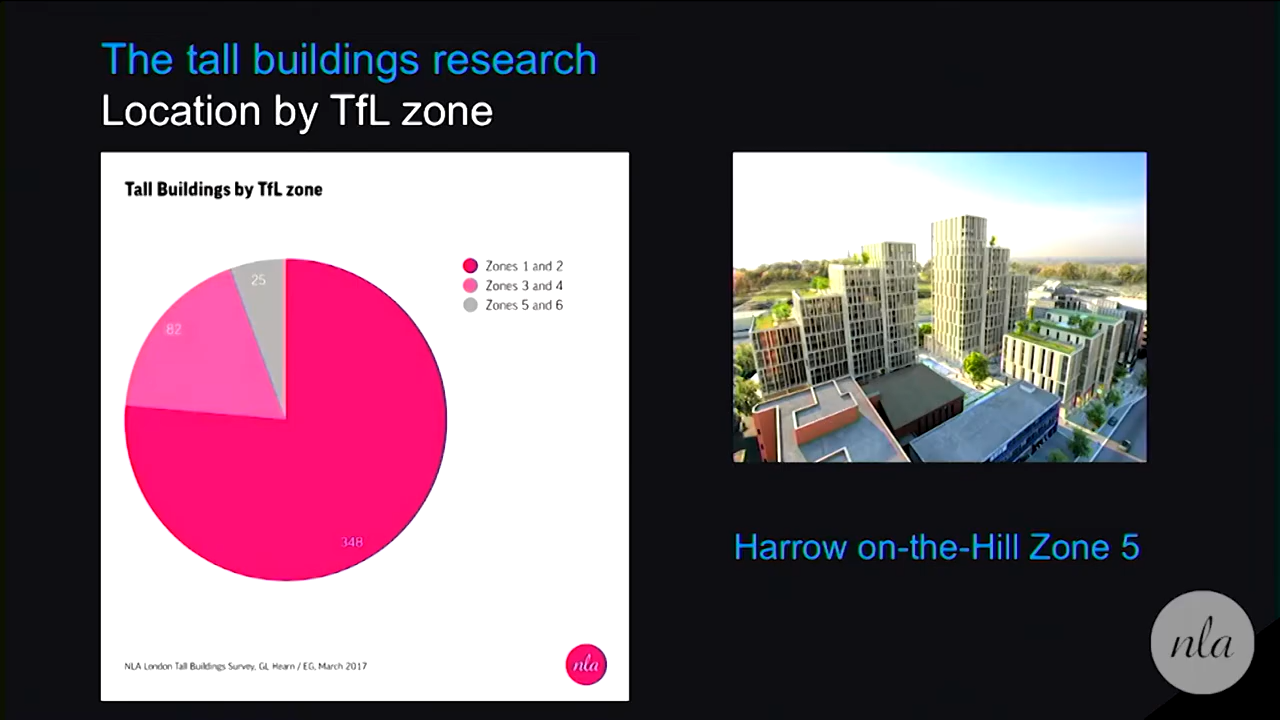 The tall buildings research
Location by TfL zone
Tall Buildings by TfL zone
25
82
348
Zones 1 and 2
Zones 3 and 4
Zones 5 and 6
NLA London Tall Buildings Survey, GL Hearn / EG, March 2017
nla
Harrow on-the-Hill Zone 5
nla